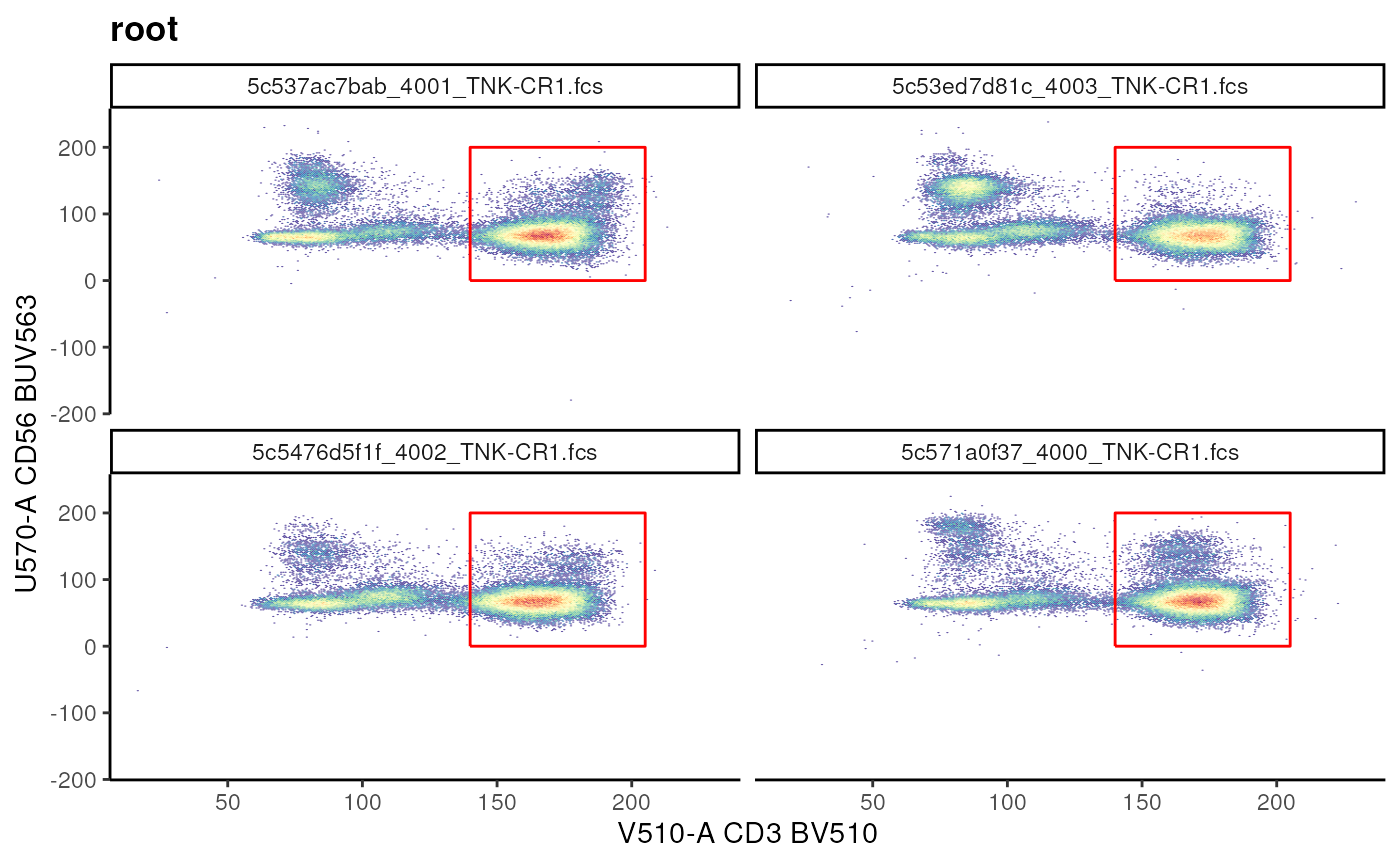 root
5c537ac7bab_4001_TNK-CR1.fcs
5c53ed7d81c_4003_TNK-CR1.fcs
200
100
0
-100
-200
5c5476d5f1f_4002_TNK-CR1.fcs
5c571a0f37_4000_TNK-CR1.fcs
200
100
0
-100
-200
U570-A CD56 BUV563
50 100 150 200
50 100 150 200
V510-A CD3 BV510